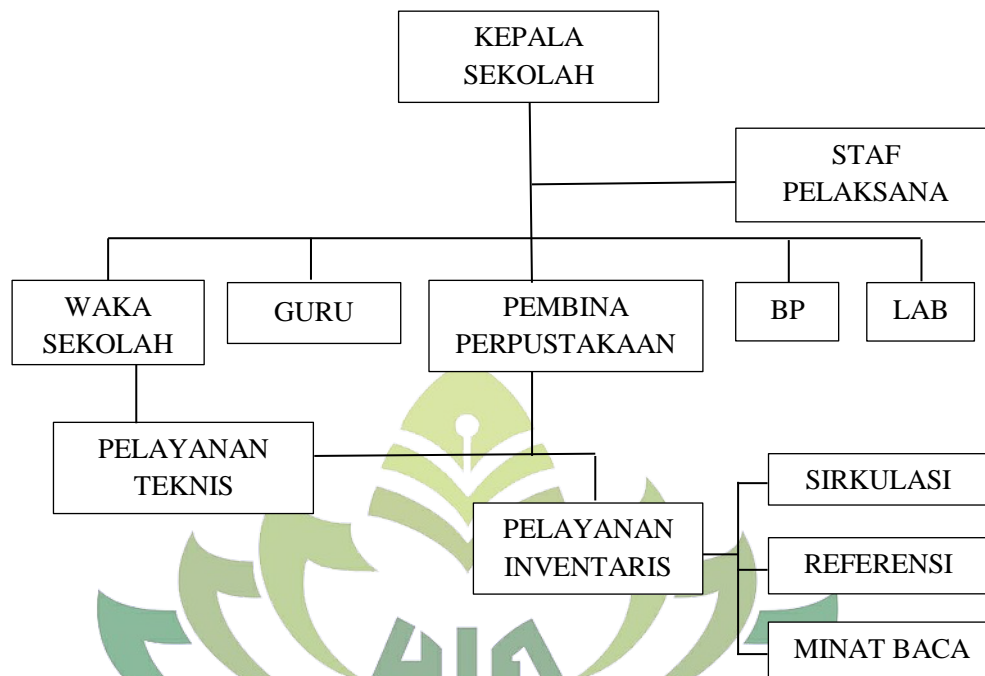 KEPALA
SEKOLAH
STAF
PELAKSANA
WAKA
SEKOLAH
GURU
PEMBINA
PERPUSTAKAAN
BP
LAB
PELAYANAN
TEKNIS
PELAYANAN
INVENTARIS
SIRKULASI
REFERENSI
MINAT BACA